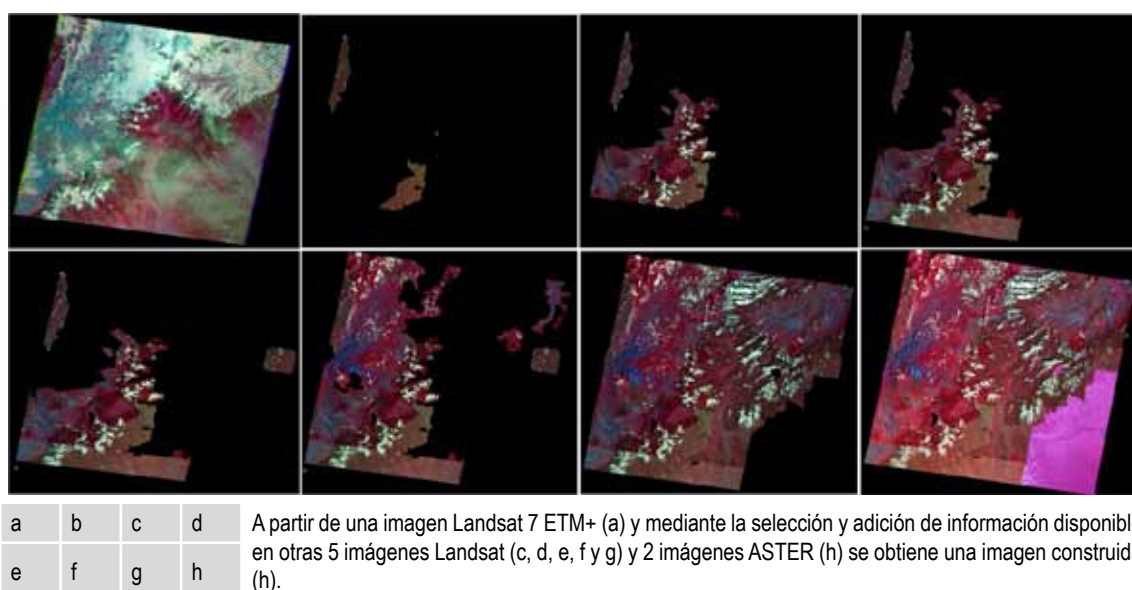 a b c d
e f g h
A partir de una imagen Landsat 7 ETM+ (a) y mediante la selección y adición de información disponibl
en otras 5 imágenes Landsat (c, d, e, f y g) y 2 imágenes ASTER (h) se obtiene una imagen construid
(h).